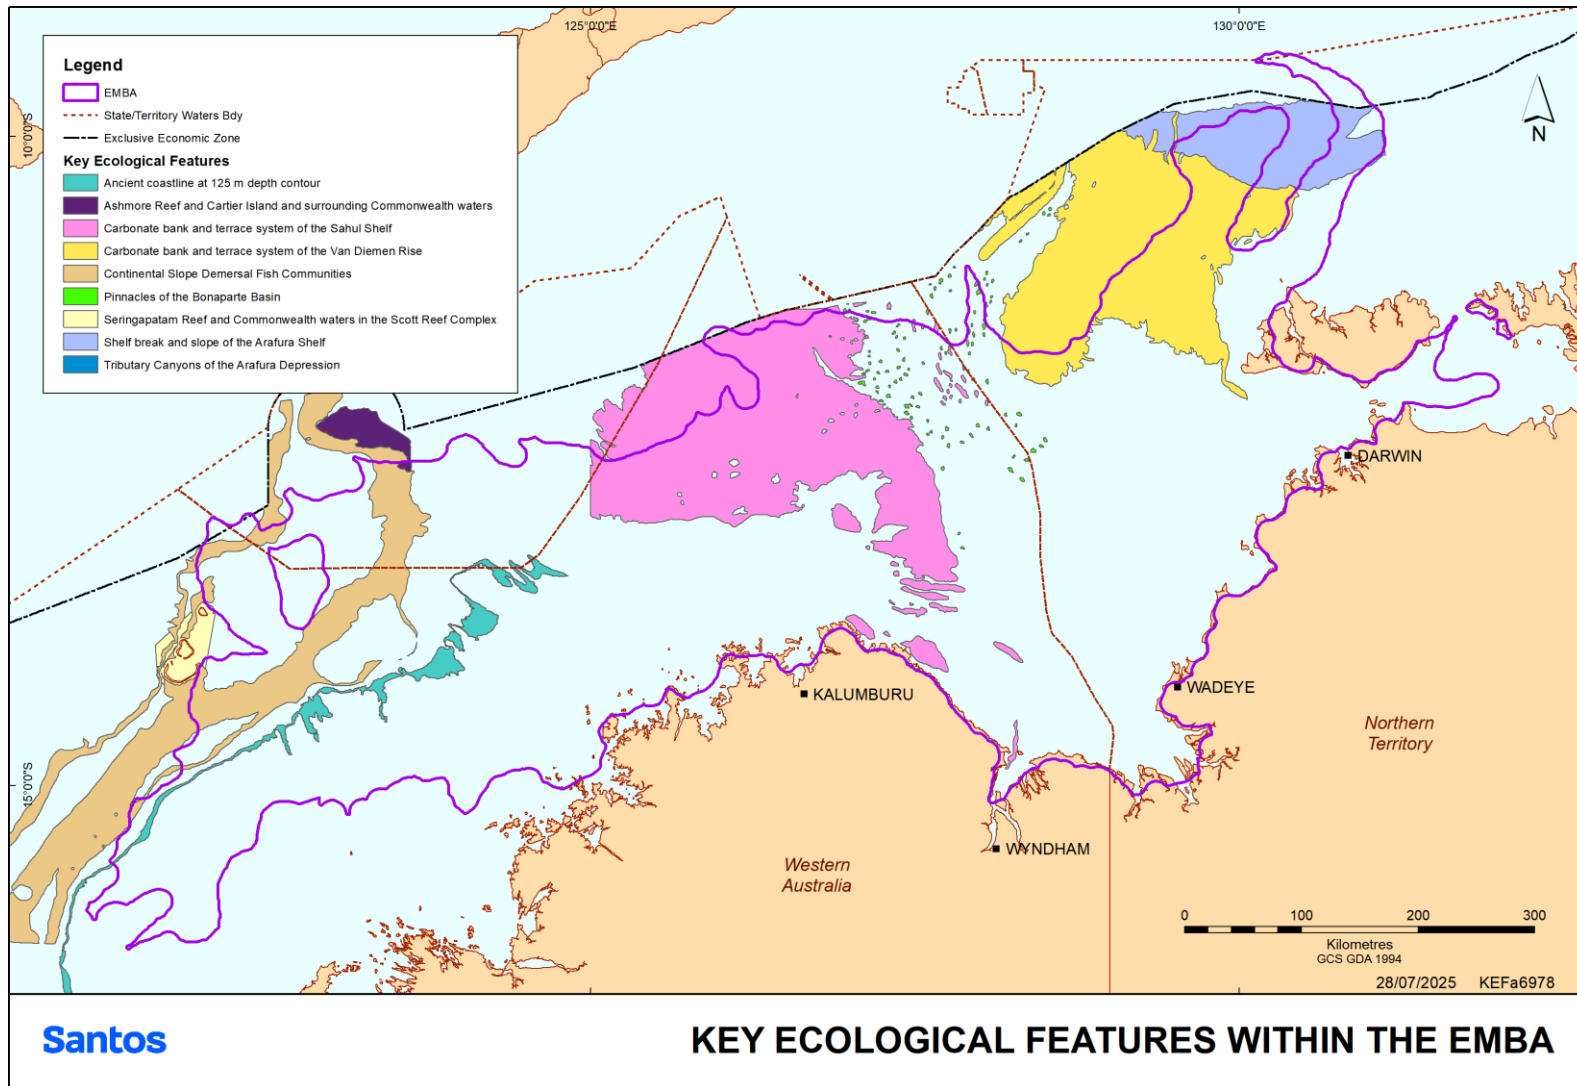 125°0'0"E
130°0'0"E
10°0'0"S
15°0'0"S
Legend
EMBA
State/Territory Waters Bdy
Exclusive Economic Zone
Key Ecological Features
Ancient coastline at 125 m depth contour
Ashmore Reef and Cartier Island and surrounding Commonwealth waters
Carbonate bank and terrace system of the Sahul Shelf
Carbonate bank and terrace system of the Van Diemen Rise
Continental Slope Demersal Fish Communities
Pinnacles of the Bonaparte Basin
Seringapatam Reef and Commonwealth waters in the Scott Reef Complex
Shelf break and slope of the Arafura Shelf
Tributary Canyons of the Arafura Depression
N
DARWIN
WADEYE
KALUMBURU
Northern
Territory
WYNDHAM
Western
Australia
0 100 200 300
Kilometres
GCS GDA 1994
28/07/2025 KEFa6978
Santos
KEY ECOLOGICAL FEATURES WITHIN THE EMBA